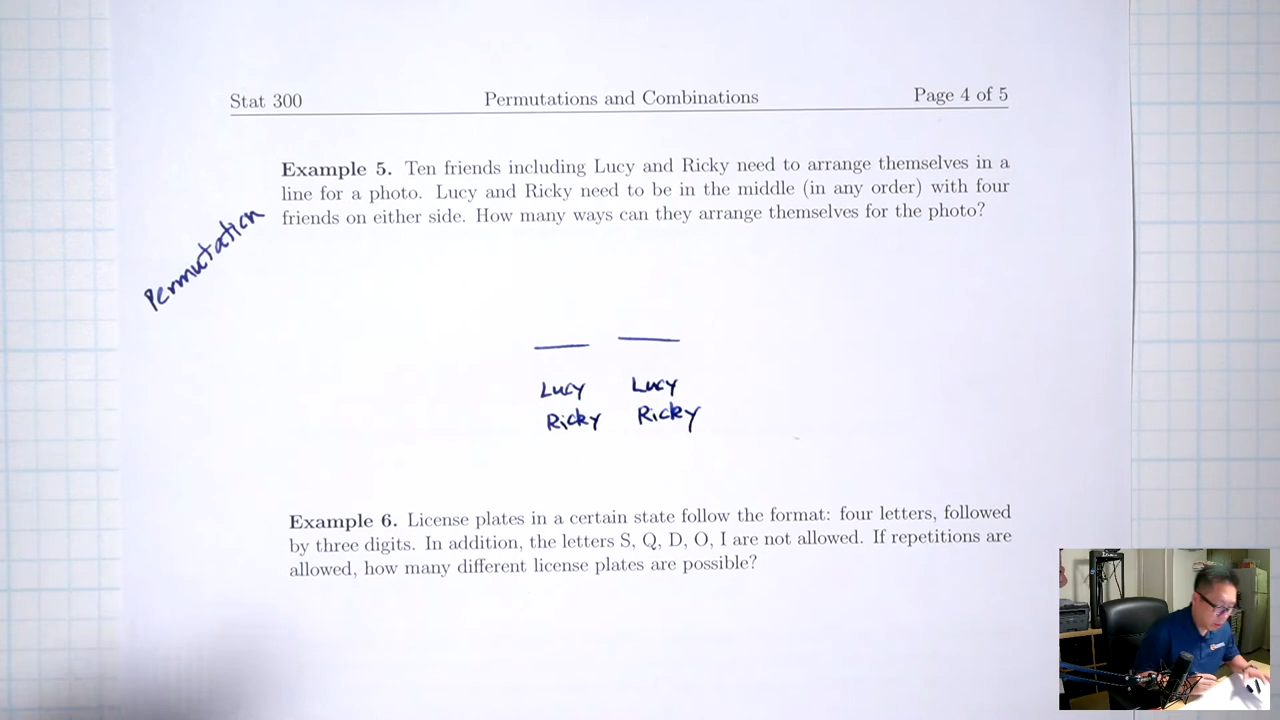 Stat 300 Permutations and Combinations Page 4 of 5
Example 5. Ten friends including Lucy and Ricky need to arrange themselves in a
line for a photo. Lucy and Ricky need to be in the middle (in any order) with four
friends on either side. How many ways can they arrange themselves for the photo?
Permutation
Lucy Lucy
Ricky Ricky
Example 6. License plates in a certain state follow the format: four letters, followed
by three digits. In addition, the letters S, Q, D, O, I are not allowed. If repetitions are
allowed, how many different license plates are possible?